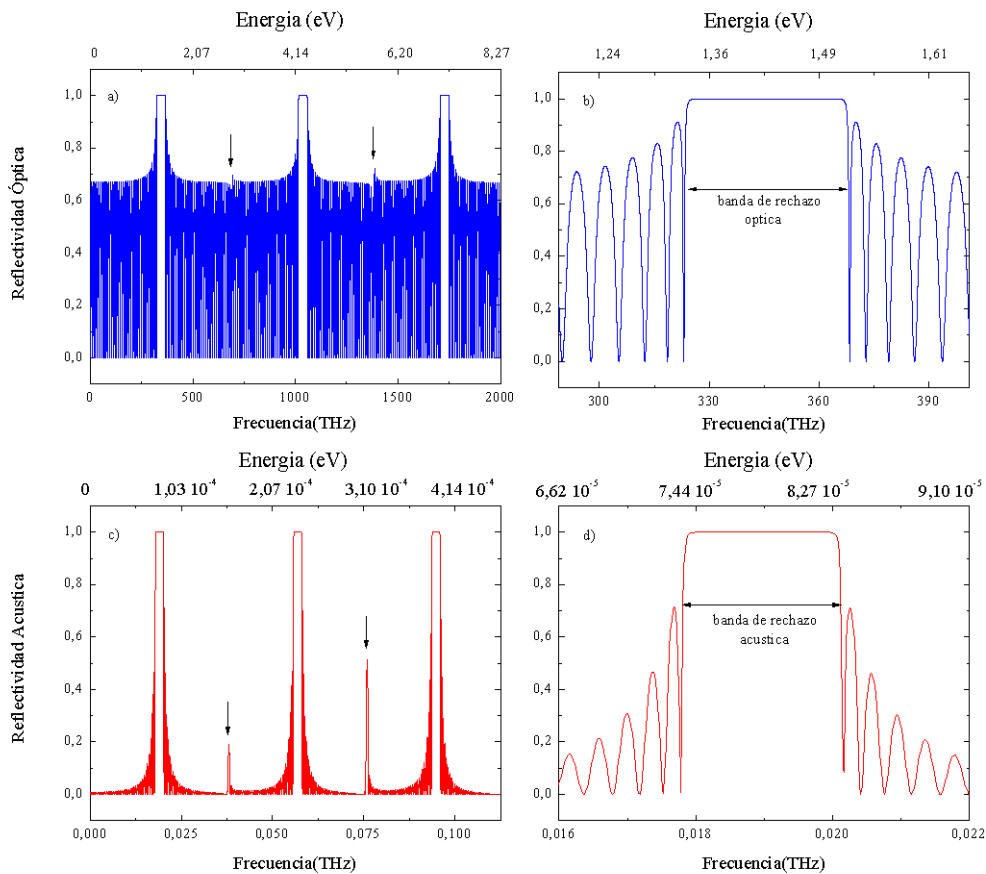 Energia (eV)
0 2,07 4,14 6,20 8,27
a)
1,0
0,8
0,6
0,4
0,2
0,0
Reflectividad Óptica
0 500 1000 1500 2000
Frecuencia(THz)
Energia (eV)
1,24 1,36 1,49 1,61
b)
1,0
0,8
0,6
0,4
0,2
0,0
banda de rechazo
optica
300 330 360 390
Frecuencia(THz)
Energia (eV)
0 1,03 10⁻⁴ 2,07 10⁻⁴ 3,10 10⁻⁴ 4,14 10⁻⁴
c)
1,0
0,8
0,6
0,4
0,2
0,0
Reflectividad Acustica
0,000 0,025 0,050 0,075 0,100
Frecuencia(THz)
Energia (eV)
6,62 10⁻⁵ 7,44 10⁻⁵ 8,27 10⁻⁵ 9,10 10⁻⁵
d)
1,0
0,8
0,6
0,4
0,2
0,0
banda de rechazo
acustica
0,016 0,018 0,020 0,022
Frecuencia(THz)